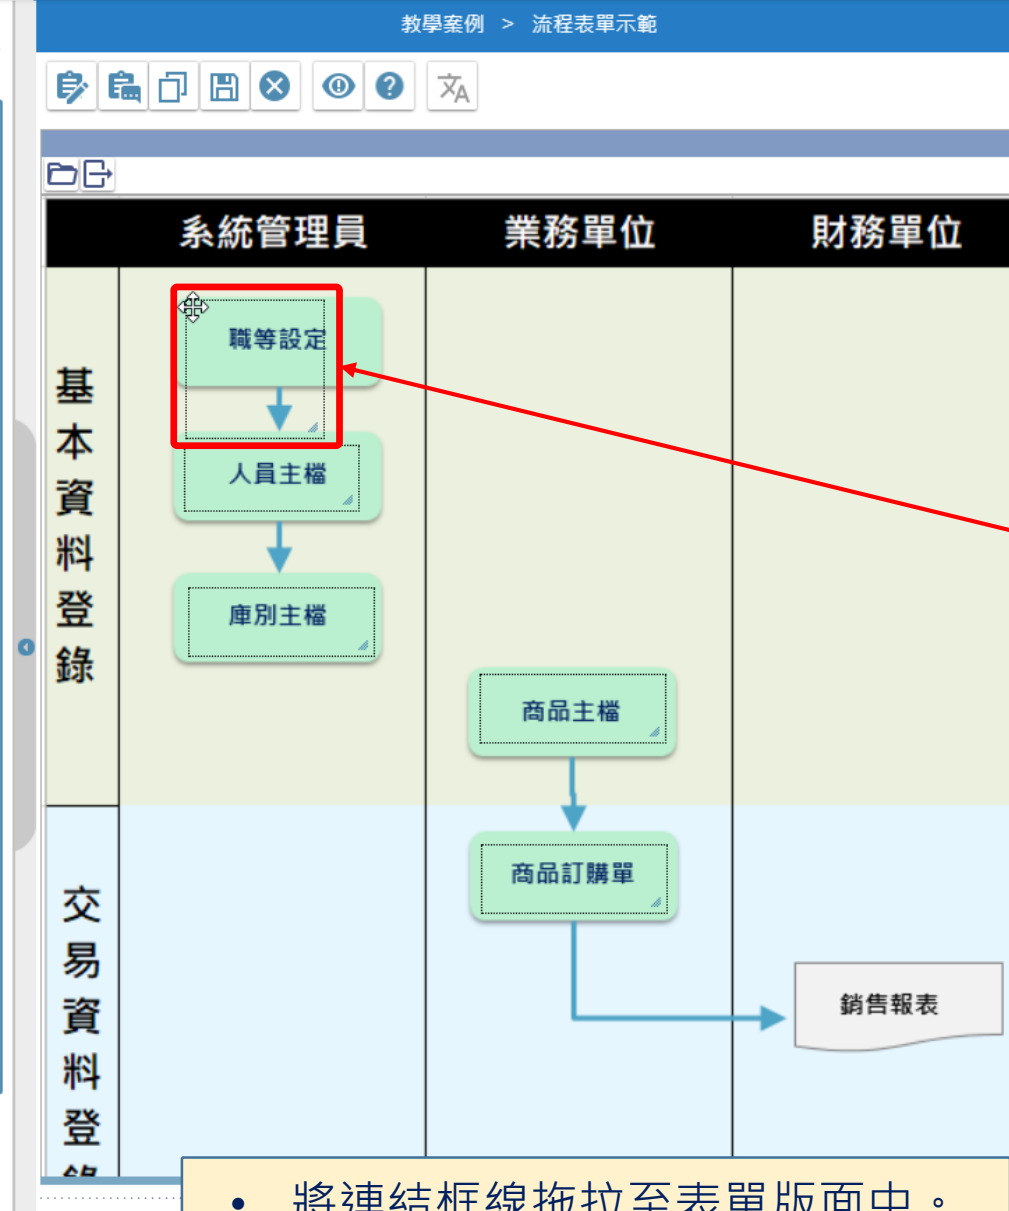 教學案例 > 流程表單示範
系統管理員 業務單位 財務單位
基本資料登錄
職等設定
人員主檔
庫別主檔
商品主檔
交易資料登
商品訂購單
銷售報表
• 將連結框線拖拉至表單版面中。